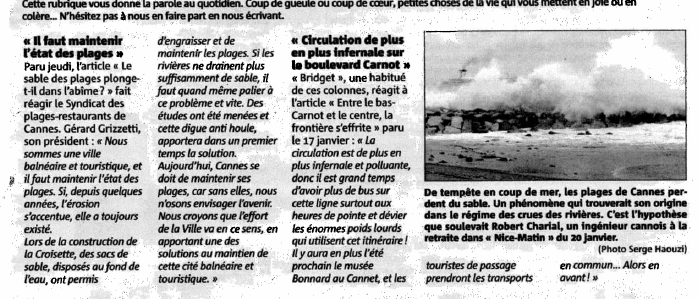 Cette rubrique vous donne la parole au quotidien. Coup de gueule ou coup de cœur, petites choses de la vie qui vous mettent en joie ou en
colère... N'hésitez pas à nous en faire part en nous écrivant.
« Il faut maintenir
l'état des plages »
Paru jeudi, l'article « Le
sable des plages plonge-
t-il dans l'abîme ? » fait
réagir le Syndicat des
plages-restaurants de
Cannes. Gérard Grizzetti,
son président : « Nous
sommes une ville
balnéaire et touristique, et
il faut maintenir l'état des
plages. Si, depuis quelques
années, l'érosion
s'accentue, elle a toujours
existé.
Lors de la construction de
la Croisette, des sacs de
sable, disposés au fond de
l'eau, ont permis
d'engraisser et de
maintenir les plages. Si les
rivières ne drainent plus
suffisamment de sable, il
faut quand même palier à
ce problème et vite. Des
études ont été menées et
cette digue anti houle,
apportera dans un premier
temps la solution.
Aujourd'hui, Cannes se
doit de maintenir ses
plages, car sans elles, nous
n'osons envisager l'avenir.
Nous croyons que l'effort
de la Ville va en ce sens, en
apportant une des
solutions au maintien de
cette cité balnéaire et
touristique. »
« Circulation de plus
en plus infernale sur
le boulevard Carnot »
« Bridget », une habitué
de ces colonnes, réagit à
l'article « Entre le bas-
Carnot et le centre, la
frontière s'effrite » paru
le 17 janvier : « La
circulation est de plus en
plus infernale et polluante,
donc il est grand temps
d'avoir plus de bus sur
cette ligne surtout aux
heures de pointe et dévier
les énormes poids lourds
qui utilisent cet itinéraire !
Il y aura en plus l'été
prochain le musée
Bonnard au Cannet, et les
touristes de passage
prendront les transports
en commun... Alors en
avant ! »
De tempête en coup de mer, les plages de Cannes per-
dent du sable. Un phénomène qui trouverait son origine
dans le régime des crues des rivières. C'est l'hypothèse
que soulevait Robert Charial, un ingénieur cannois à la
retraite dans « Nice-Matin » du 20 janvier.
(Photo Serge Haouzi)